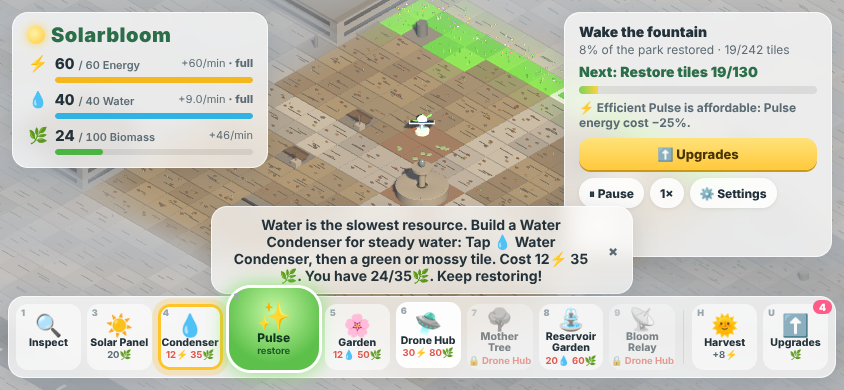 Solarbloom
⚡ 60 / 60 Energy +60/min · full
💧 40 / 40 Water +9.0/min · full
🌿 24 / 100 Biomass +46/min
Wake the fountain
8% of the park restored · 19/242 tiles
Next: Restore tiles 19/130
⚡ Efficient Pulse is affordable: Pulse
energy cost −25%.
⬆️ Upgrades
⏸ Pause 1× ⚙️ Settings
Water is the slowest resource. Build a Water
Condenser for steady water: Tap 💧 Water
Condenser, then a green or mossy tile. Cost 12⚡ 35
🌿. You have 24/35🌿. Keep restoring!
×
1
Inspect
3
Solar Panel
20🌿
4
Condenser
12⚡ 35🌿
Pulse
restore
5
Garden
12💧 50🌿
6
Drone Hub
30⚡ 80🌿
7
Mother
Tree
🔒 Drone Hub
8
Reservoir
Garden
20💧 60🌿
9
Bloom
Relay
🔒 Drone Hub
H
Harvest
+8⚡
U
4
Upgrades
🌿